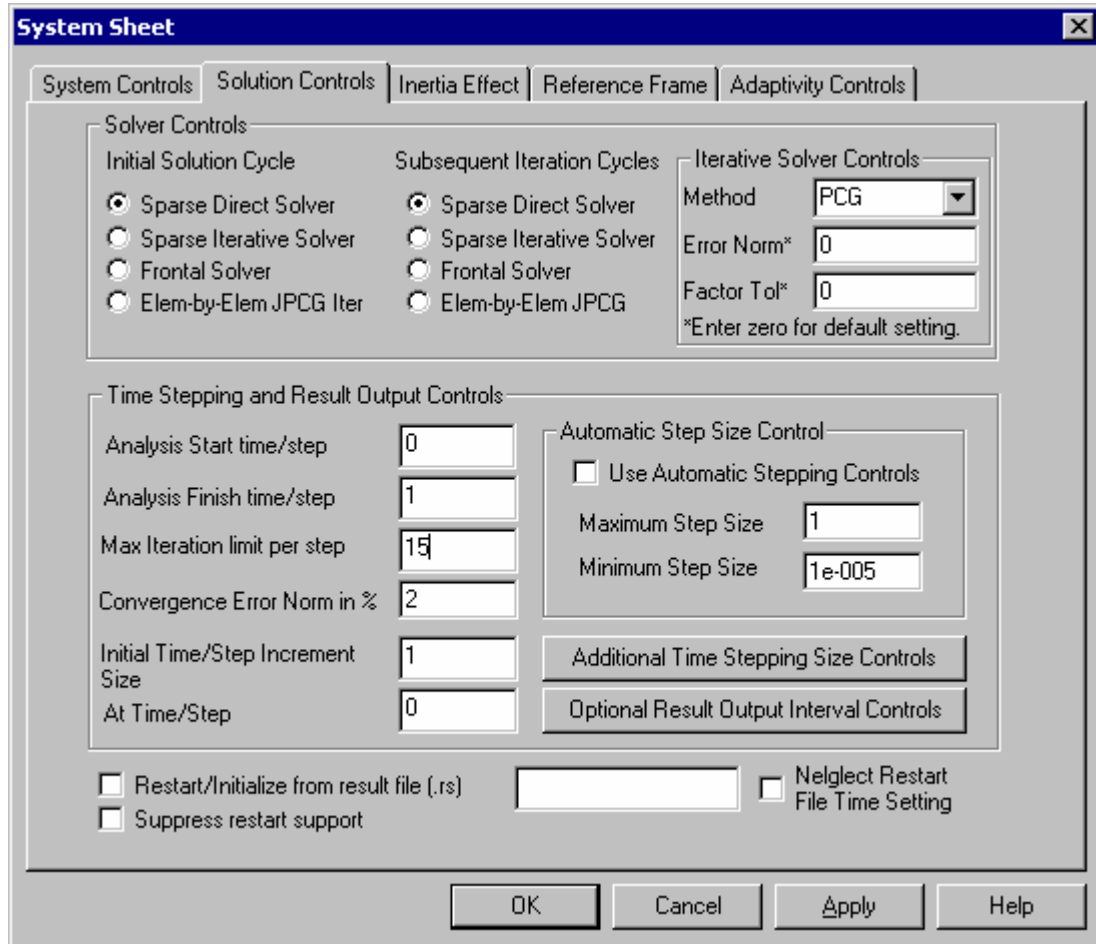 System Sheet
System Controls
Solution Controls
Inertia Effect
Reference Frame
Adaptivity Controls
Solver Controls
Initial Solution Cycle
Sparse Direct Solver
Sparse Iterative Solver
Frontal Solver
Elem-by-Elem JPCG Iter
Subsequent Iteration Cycles
Sparse Direct Solver
Sparse Iterative Solver
Frontal Solver
Elem-by-Elem JPCG
Iterative Solver Controls
Method PCG
Error Norm* 0
Factor Tol* 0
*Enter zero for default setting.
Time Stepping and Result Output Controls
Analysis Start time/step 0
Analysis Finish time/step 1
Max Iteration limit per step 15
Convergence Error Norm in % 2
Initial Time/Step Increment
Size 1
At Time/Step 0
Automatic Step Size Control
Use Automatic Stepping Controls
Maximum Step Size 1
Minimum Step Size 1e-005
Additional Time Stepping Size Controls
Optional Result Output Interval Controls
Restart/Initialize from result file (.rs)
Suppress restart support
Nelglect Restart
File Time Setting
OK
Cancel
Apply
Help